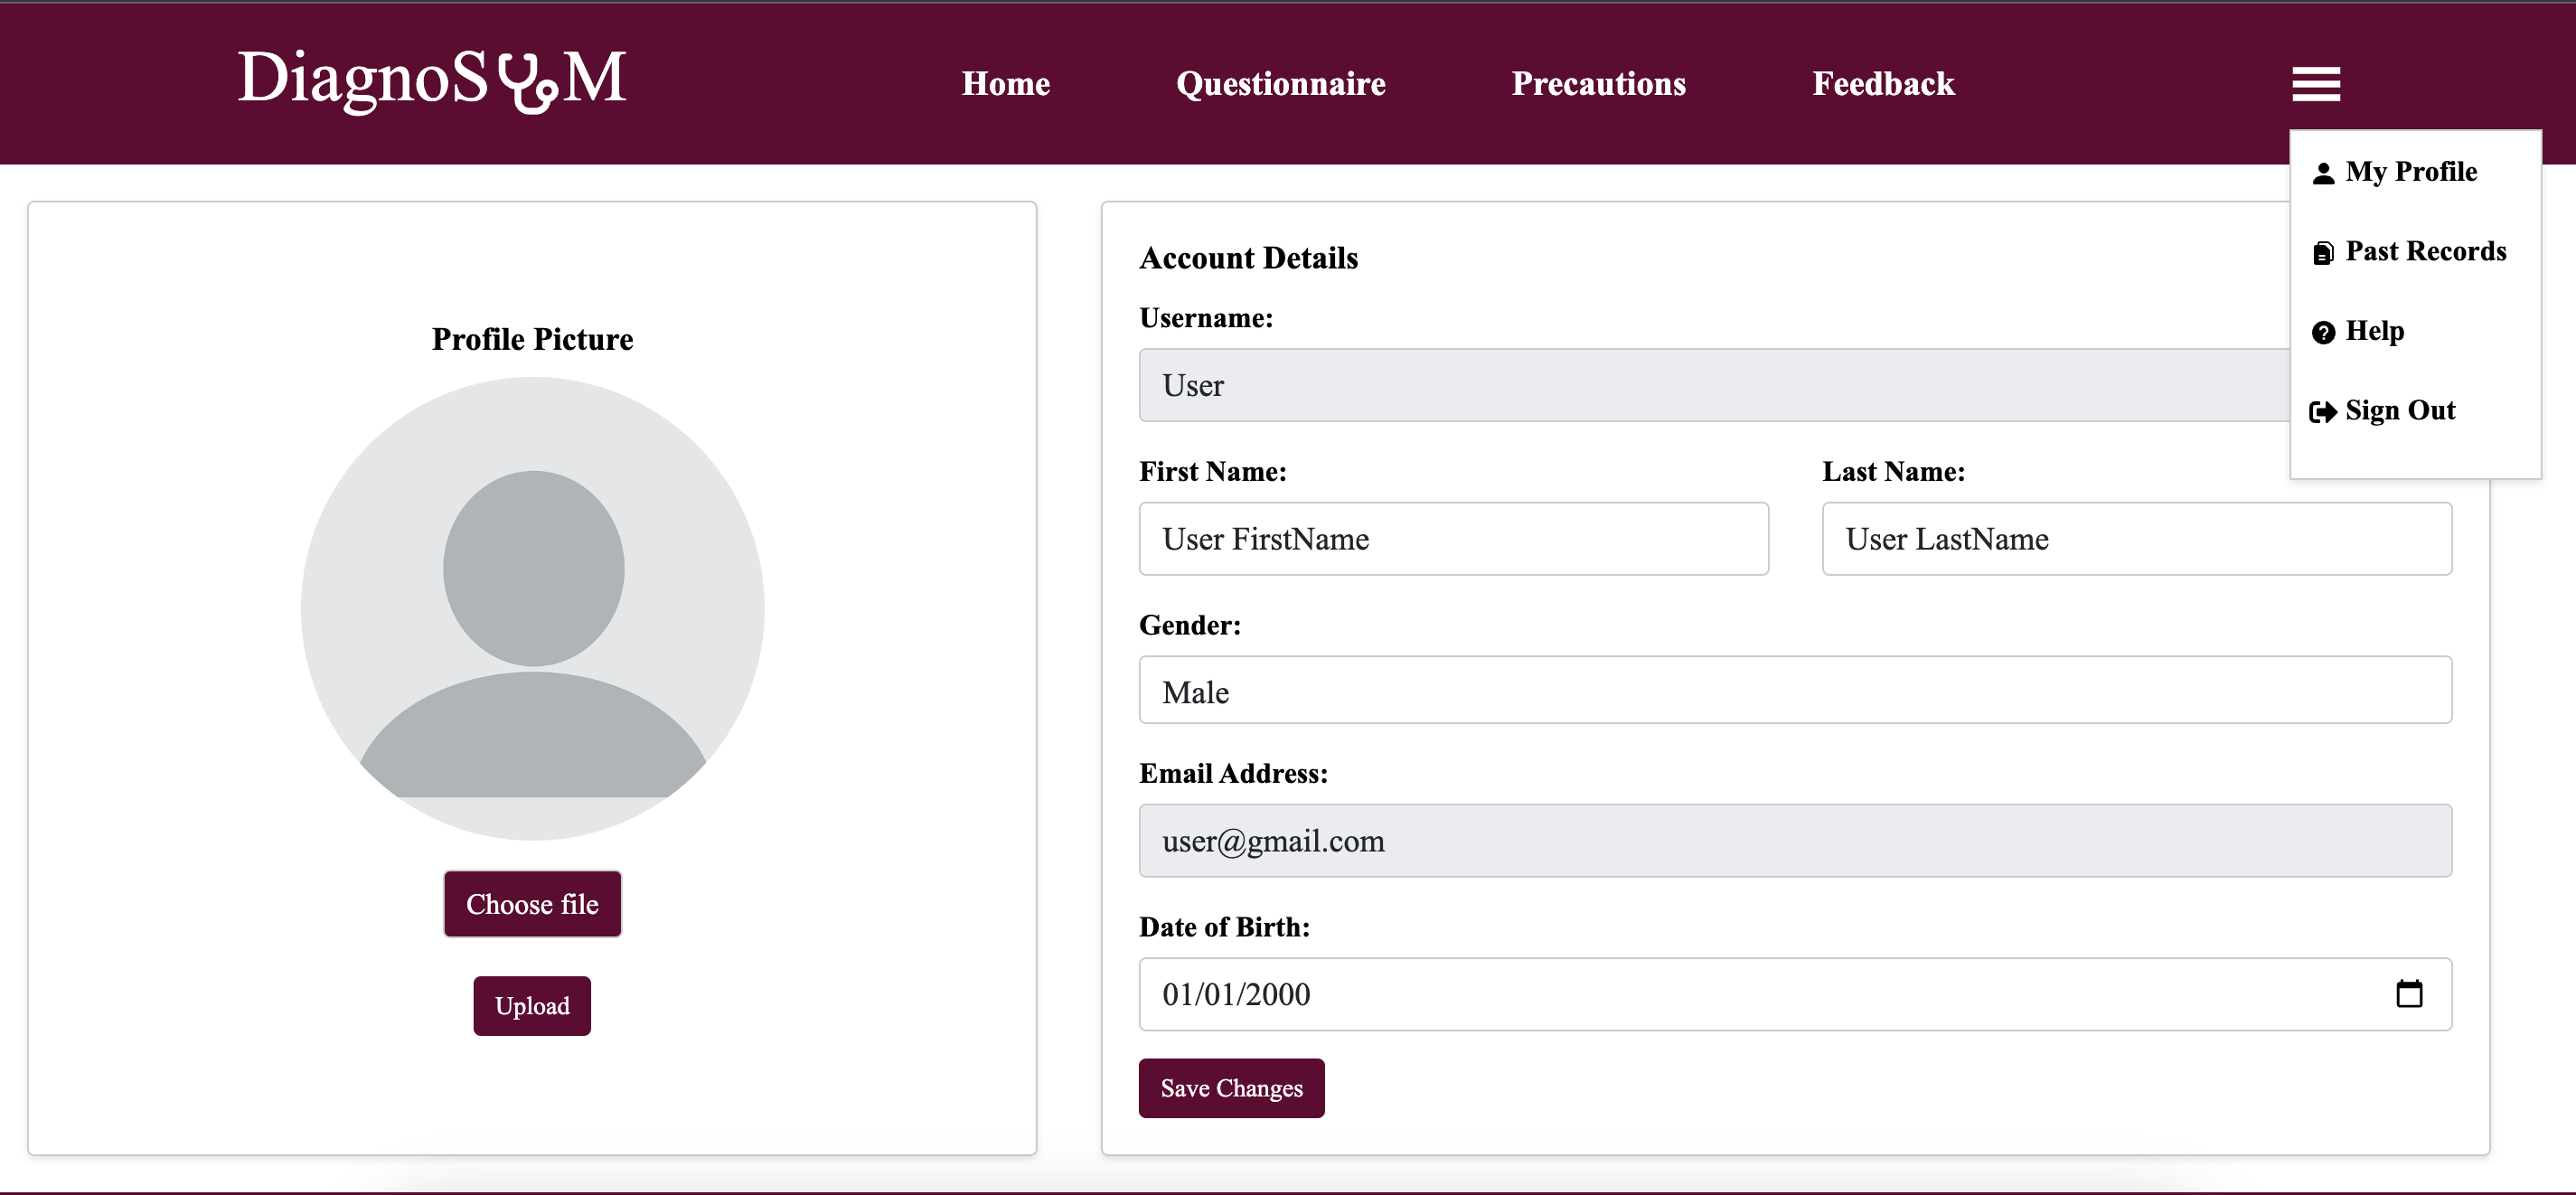 DiagnoSYM
Home Questionnaire Precautions Feedback
My Profile
Past Records
Help
Sign Out
Profile Picture
Choose file
Upload
Account Details
Username:
User
First Name: Last Name:
User FirstName User LastName
Gender:
Male
Email Address:
user@gmail.com
Date of Birth:
01/01/2000
Save Changes